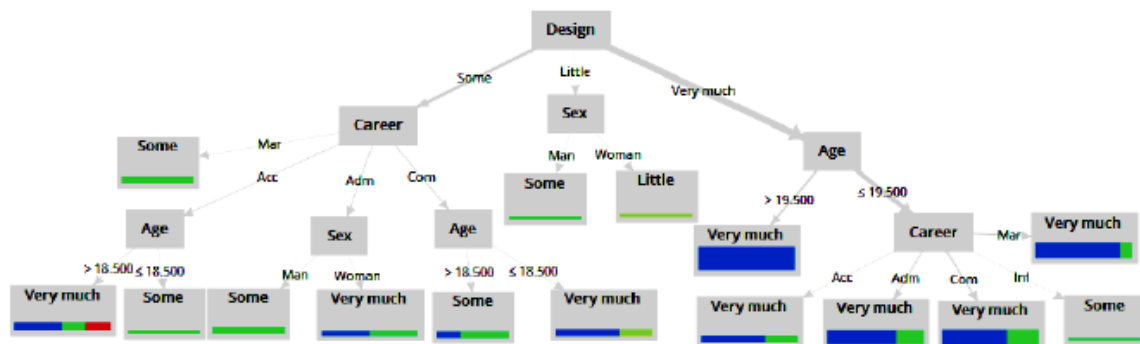 Design
Some
Little
Very much
Career
Sex
Age
Some
Mar
Acc
Adm
Com
Man
Woman
Some
Little
> 19.500
≤ 19.500
Age
Sex
Age
Very much
Career
Mar
Very much
> 18.500
≤ 18.500
Man
Woman
> 18.500
≤ 18.500
Acc
Adm
Com
Inf
Very much
Some
Some
Very much
Some
Very much
Very much
Very much
Very much
Some